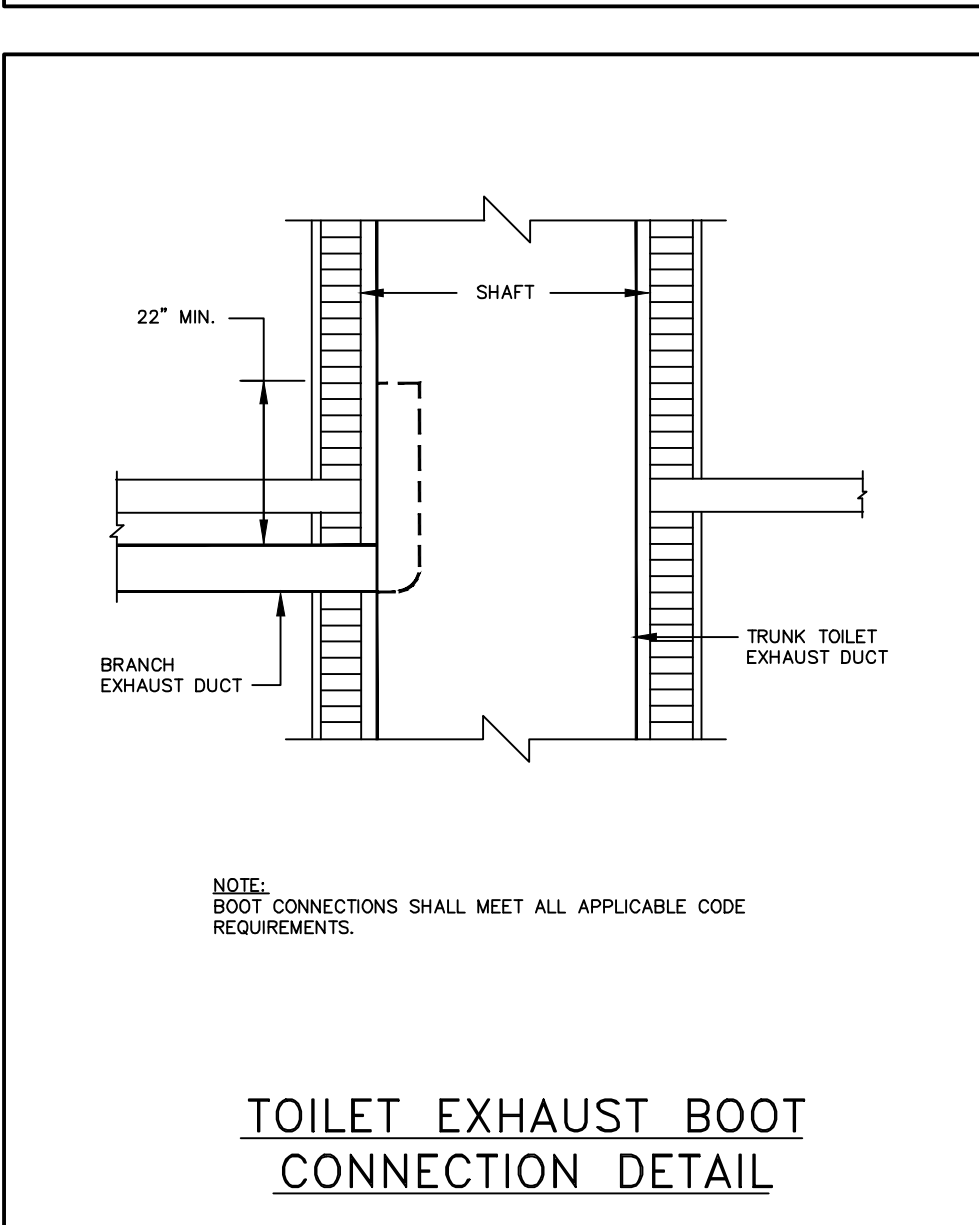 SHAFT
22" MIN.
TRUNK TOILET
EXHAUST DUCT
BRANCH
EXHAUST DUCT
NOTE:
BOOT CONNECTIONS SHALL MEET ALL APPLICABLE CODE
REQUIREMENTS.
TOILET EXHAUST BOOT
CONNECTION DETAIL